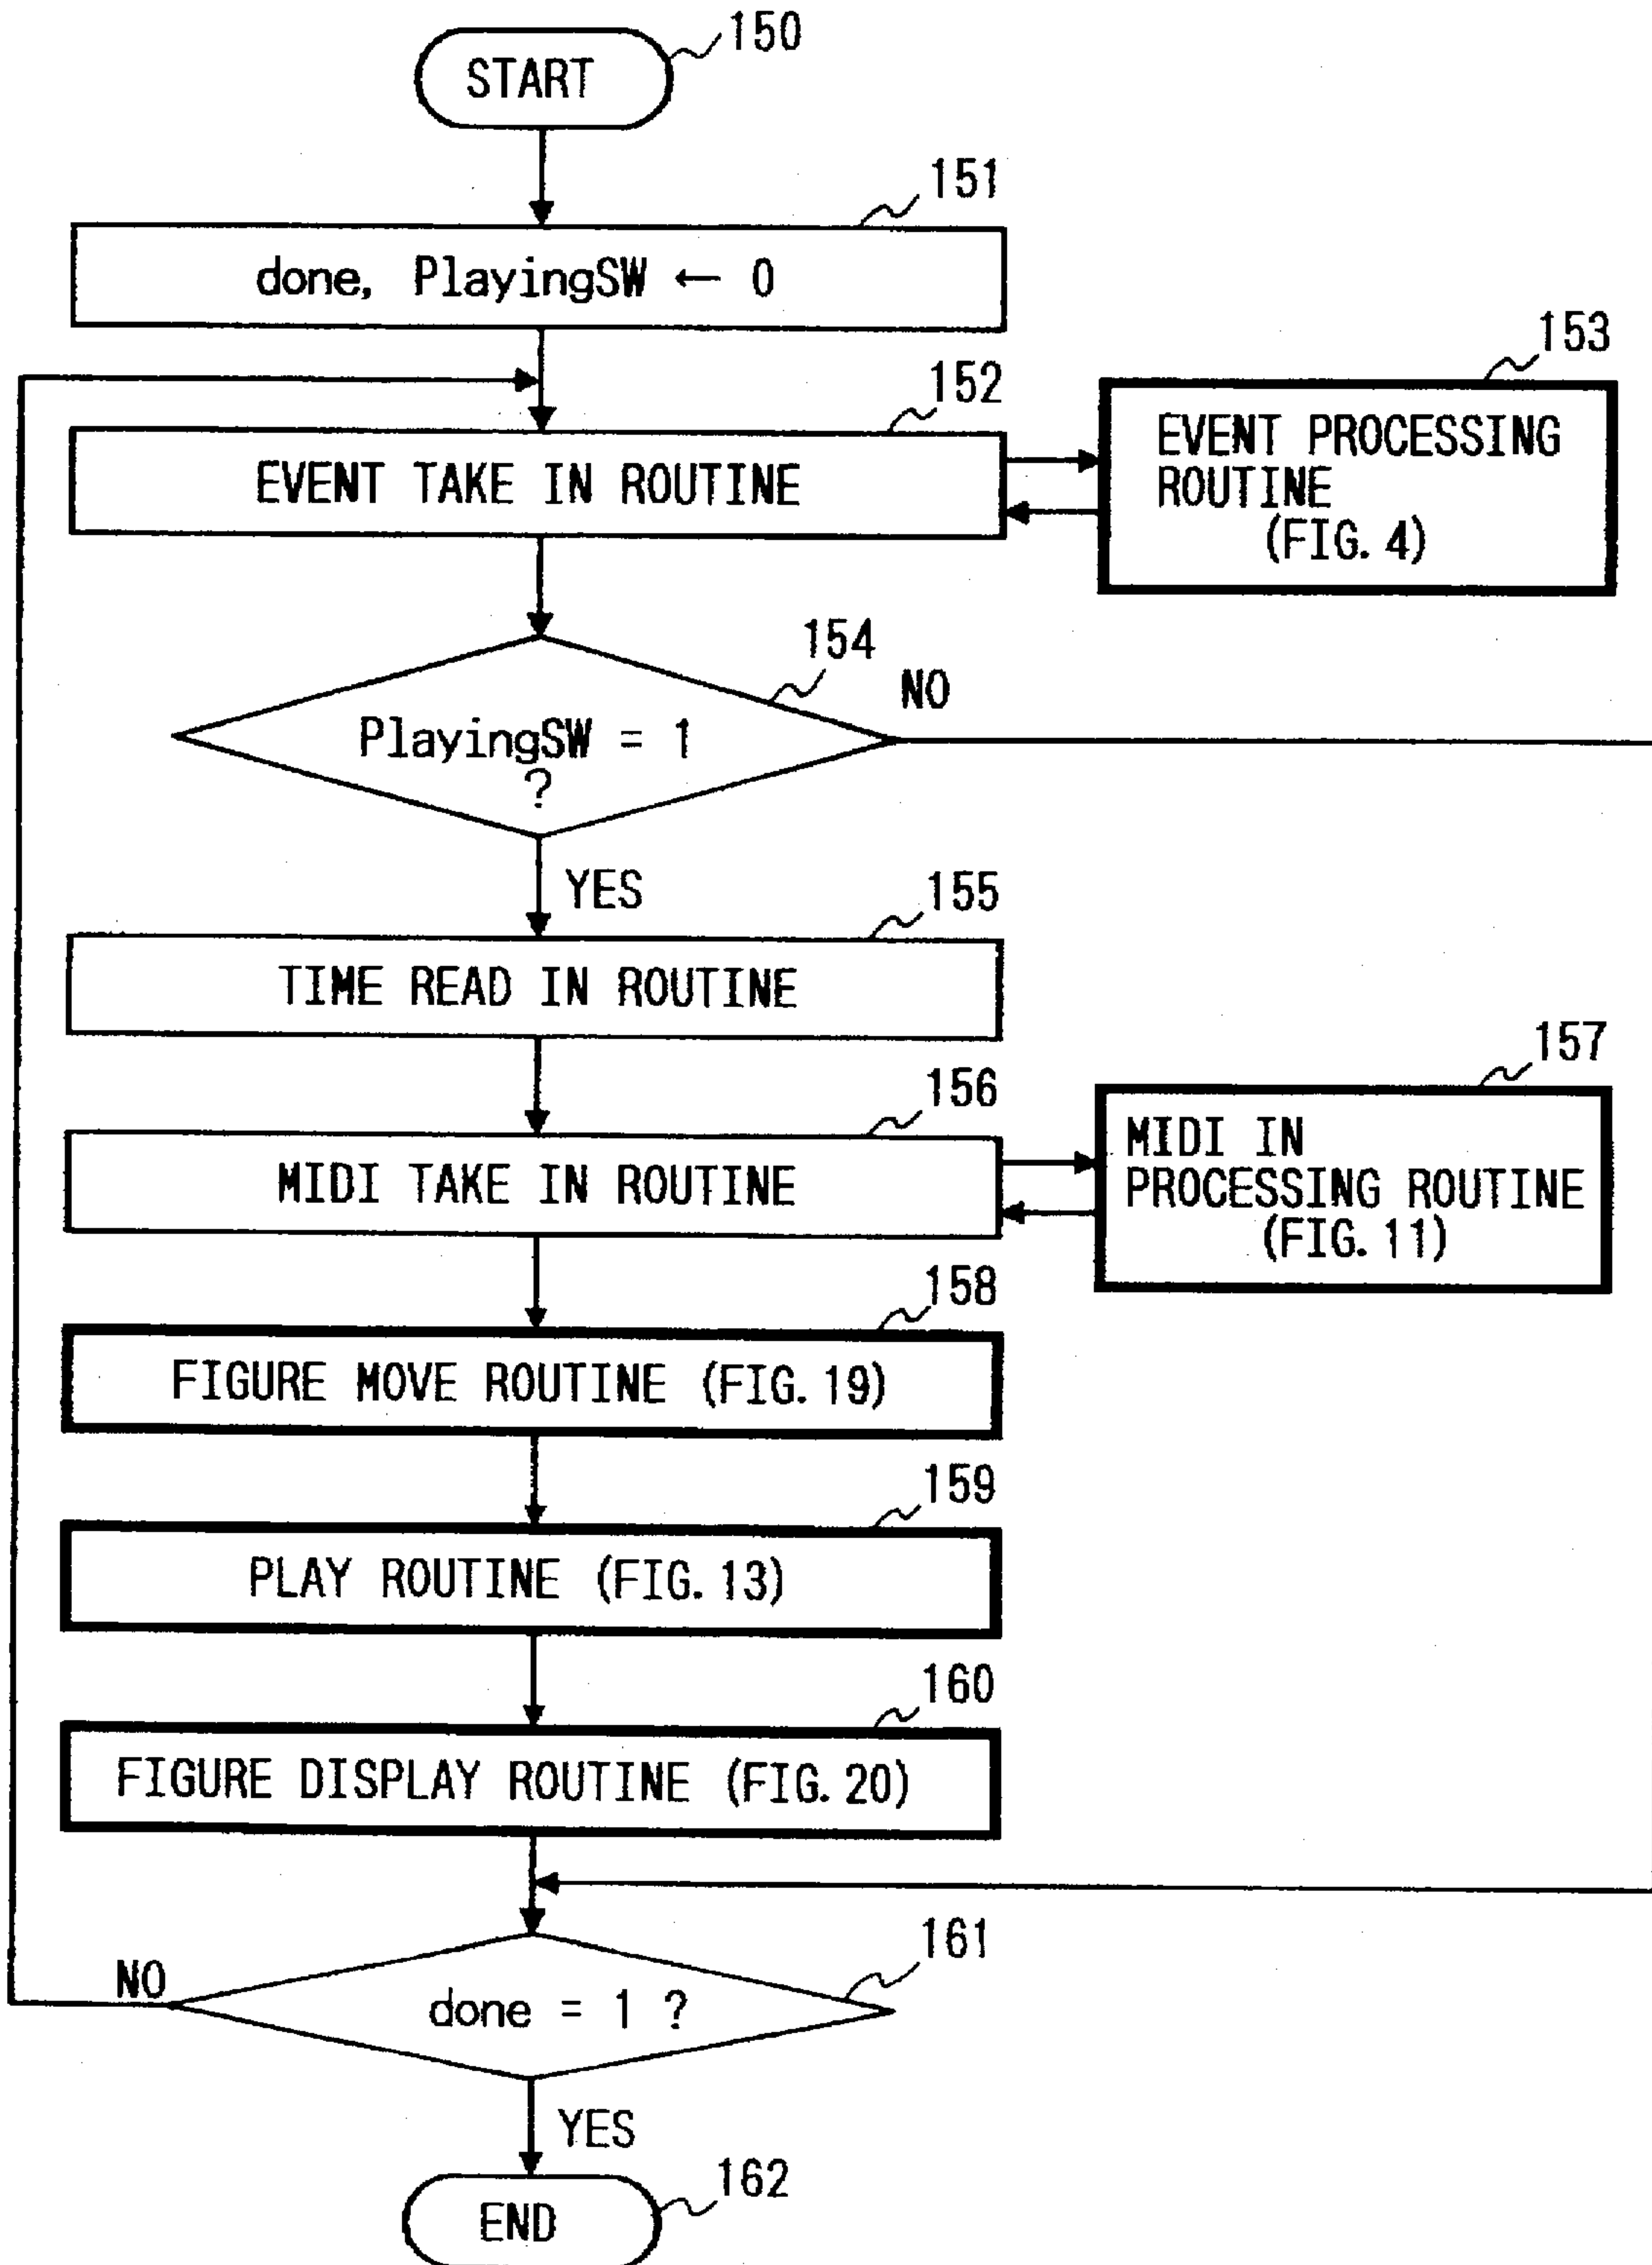 150
START
151
done, PlayingSW ← 0
152
EVENT TAKE IN ROUTINE
153
EVENT PROCESSING
ROUTINE
(FIG. 4)
154
NO
PlayingSW = 1
?
YES
155
TIME READ IN ROUTINE
156
MIDI TAKE IN ROUTINE
157
MIDI IN
PROCESSING ROUTINE
(FIG. 11)
158
FIGURE MOVE ROUTINE (FIG. 19)
159
PLAY ROUTINE (FIG. 13)
160
FIGURE DISPLAY ROUTINE (FIG. 20)
161
NO
done = 1 ?
YES
162
END